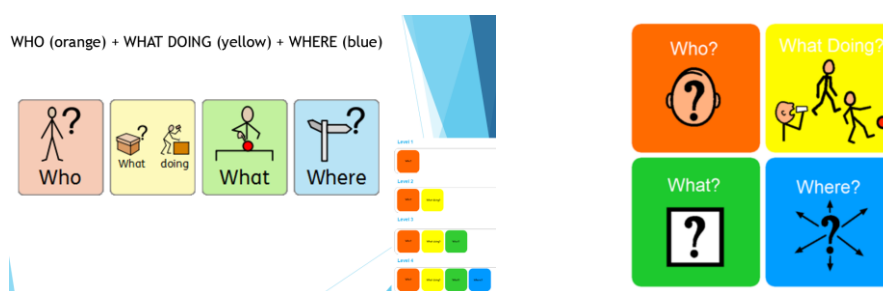 WHO (orange) + WHAT DOING (yellow) + WHERE (blue)
Who
What doing
What
Where
Level 1
Level 2
Level 3
Level 4
Who?
What Doing?
What?
Where?